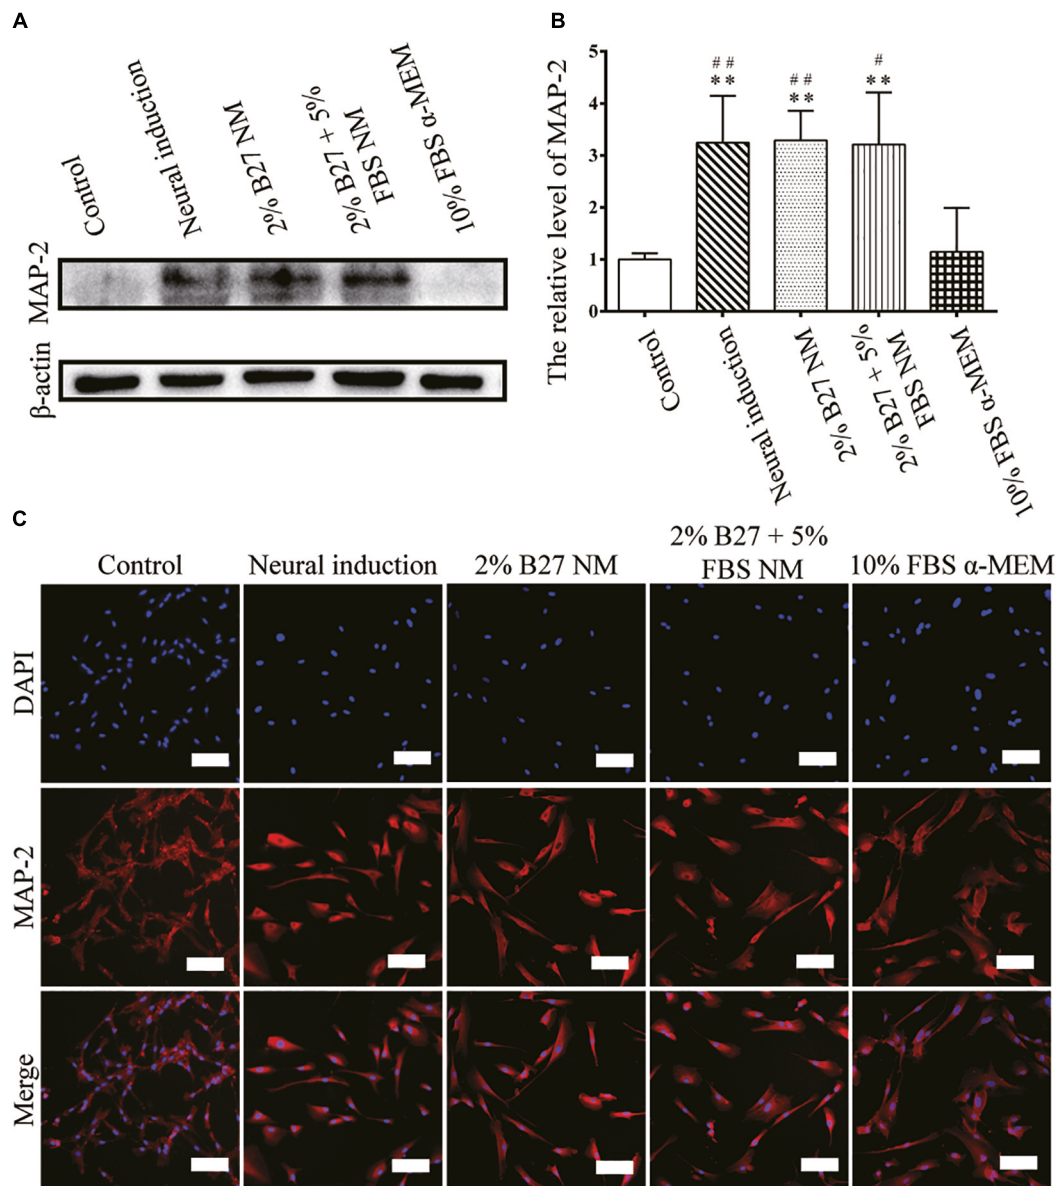 A
Control
Neural induction
2% B27 NM
2% B27 + 5%
FBS NM
10% FBS α-MEM
MAP-2
β-actin
B
The relative level of MAP-2
5
4
3
2
1
0
# #
**
##
**
#
**
Control
Neural induction
2% B27 NM
2% B27 + 5%
FBS NM
10% FBS α-MEM
C
Control
Neural induction
2% B27 NM
2% B27 + 5%
FBS NM
10% FBS α-MEM
DAPI
MAP-2
Merge